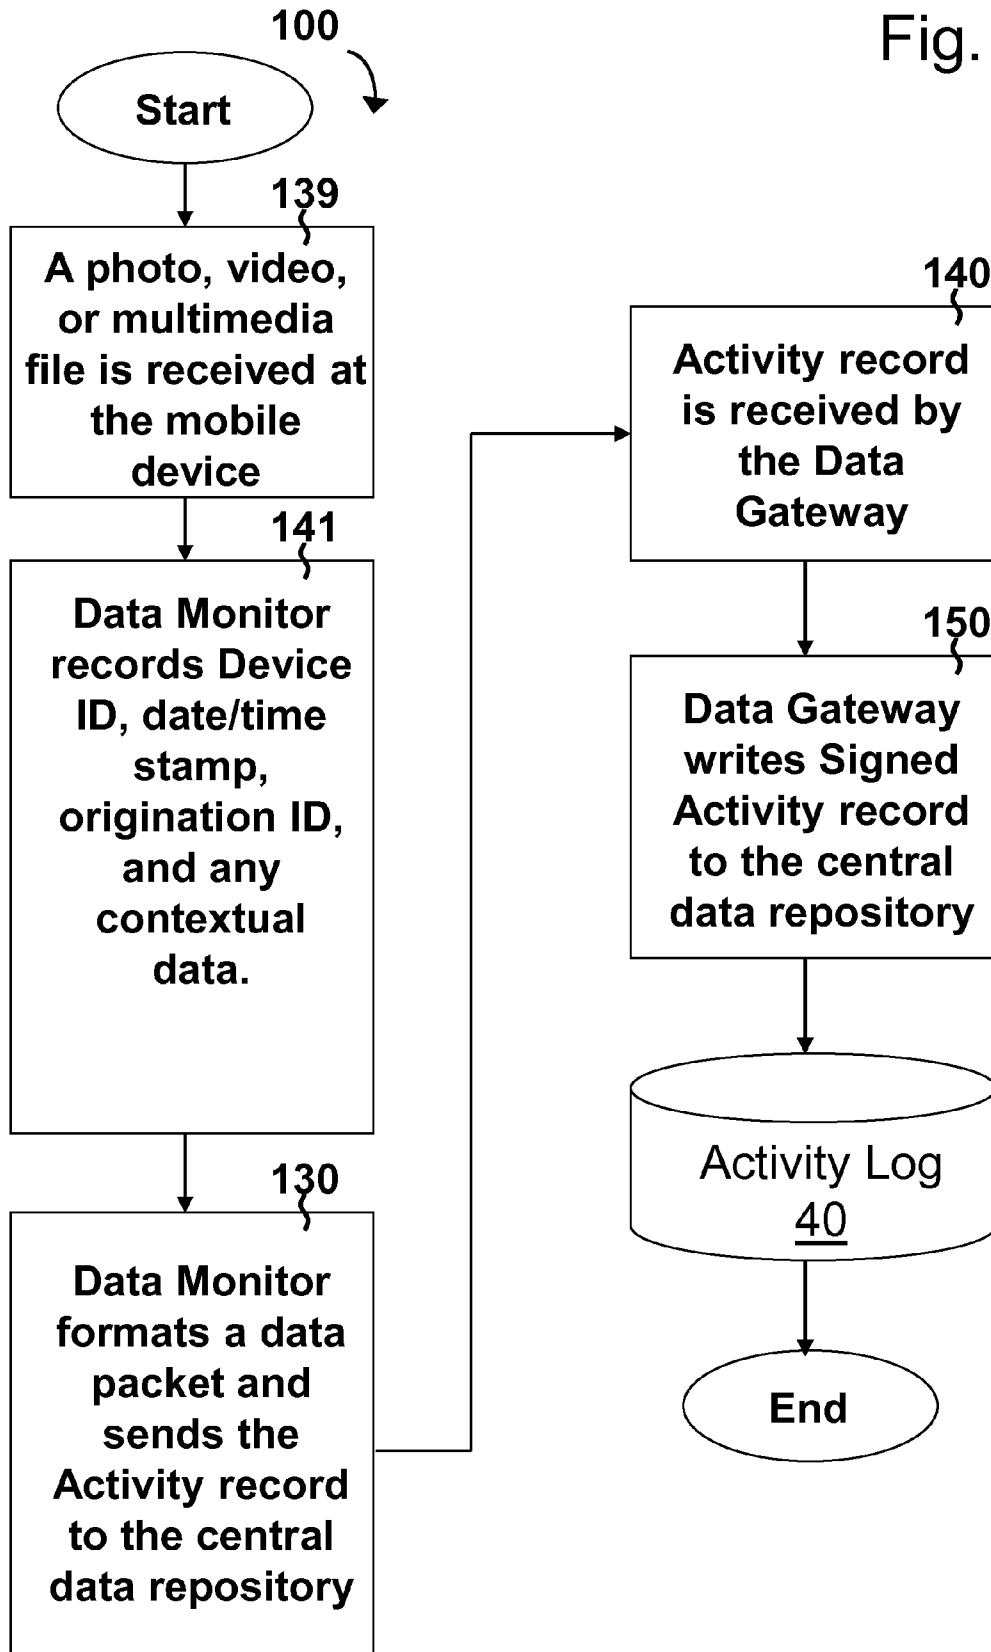 100
Fig.
Start
139
A photo, video,
or multimedia
file is received at
the mobile
device
141
Data Monitor
records Device
ID, date/time
stamp,
origination ID,
and any
contextual
data.
130
Data Monitor
formats a data
packet and
sends the
Activity record
to the central
data repository
140
Activity record
is received by
the Data
Gateway
150
Data Gateway
writes Signed
Activity record
to the central
data repository
Activity Log
40
End